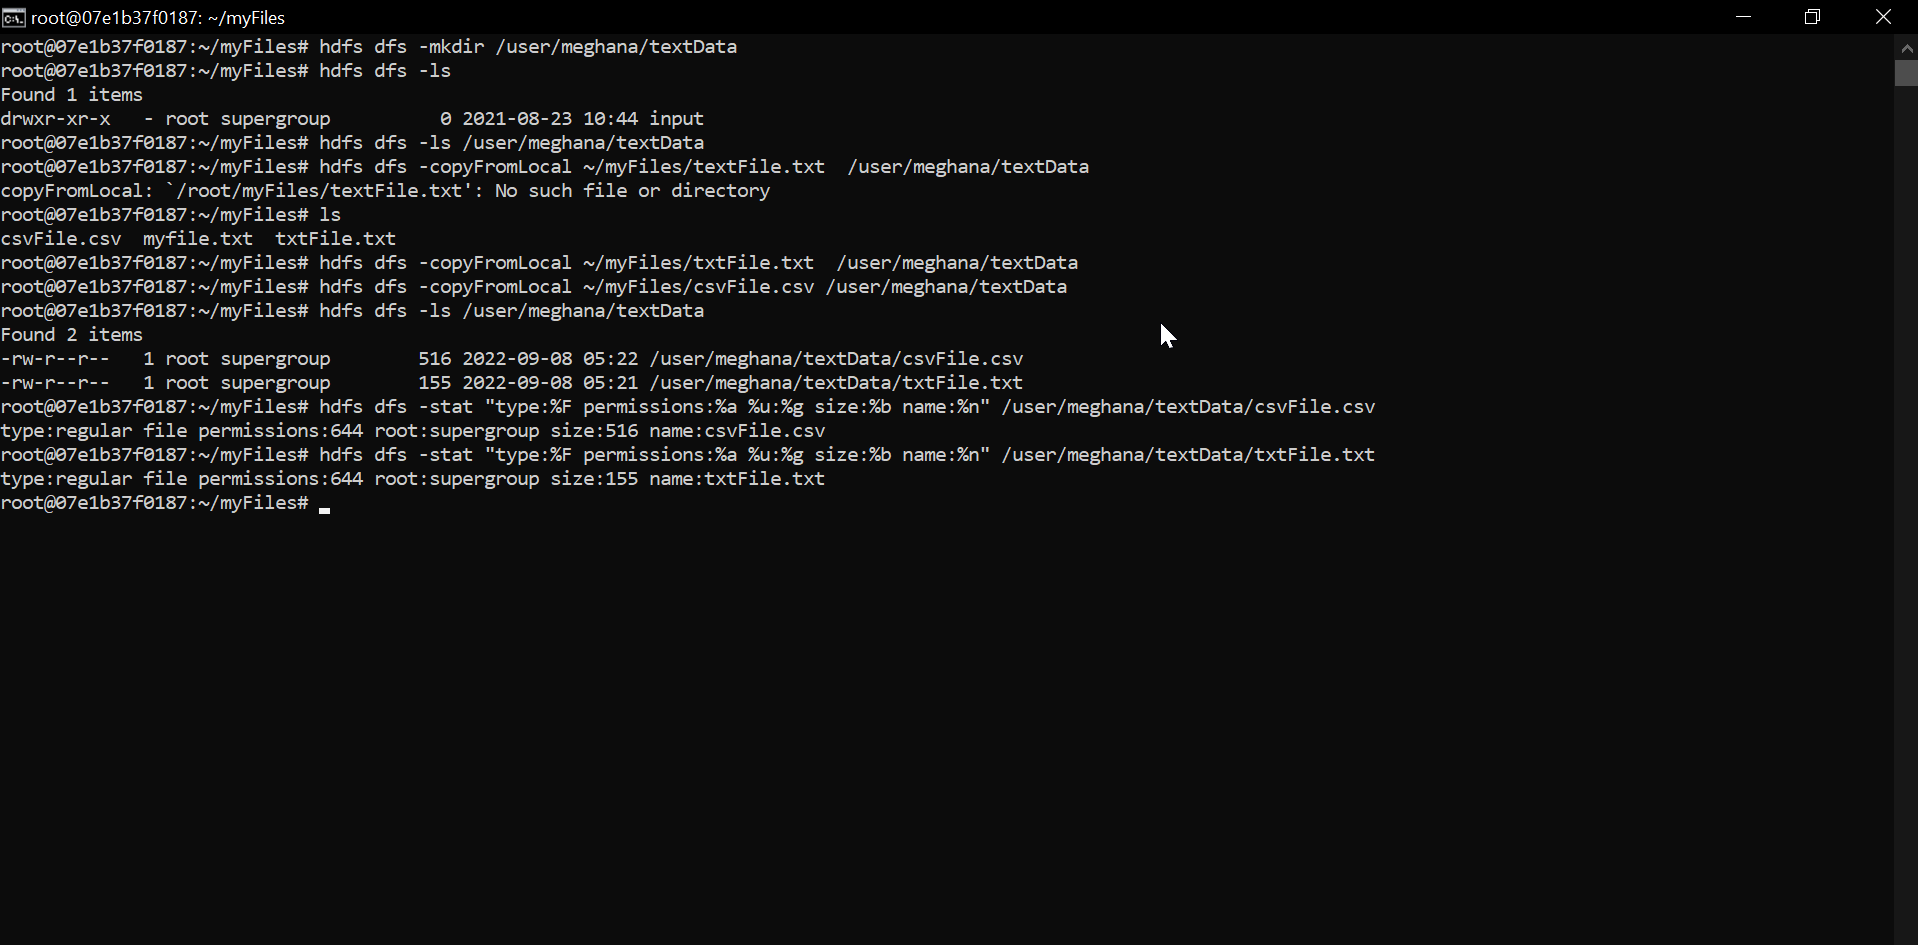 root@07e1b37f0187: ~/myFiles
root@07e1b37f0187:~/myFiles# hdfs dfs -mkdir /user/meghana/textData
root@07e1b37f0187:~/myFiles# hdfs dfs -ls
Found 1 items
drwxr-xr-x   - root supergroup          0 2021-08-23 10:44 input
root@07e1b37f0187:~/myFiles# hdfs dfs -ls /user/meghana/textData
root@07e1b37f0187:~/myFiles# hdfs dfs -copyFromLocal ~/myFiles/textFile.txt  /user/meghana/textData
copyFromLocal: `/root/myFiles/textFile.txt': No such file or directory
root@07e1b37f0187:~/myFiles# ls
csvFile.csv  myfile.txt  txtFile.txt
root@07e1b37f0187:~/myFiles# hdfs dfs -copyFromLocal ~/myFiles/txtFile.txt  /user/meghana/textData
root@07e1b37f0187:~/myFiles# hdfs dfs -copyFromLocal ~/myFiles/csvFile.csv /user/meghana/textData
root@07e1b37f0187:~/myFiles# hdfs dfs -ls /user/meghana/textData
Found 2 items
-rw-r--r--   1 root supergroup        516 2022-09-08 05:22 /user/meghana/textData/csvFile.csv
-rw-r--r--   1 root supergroup        155 2022-09-08 05:21 /user/meghana/textData/txtFile.txt
root@07e1b37f0187:~/myFiles# hdfs dfs -stat "type:%F permissions:%a %u:%g size:%b name:%n" /user/meghana/textData/csvFile.csv
type:regular file permissions:644 root:supergroup size:516 name:csvFile.csv
root@07e1b37f0187:~/myFiles# hdfs dfs -stat "type:%F permissions:%a %u:%g size:%b name:%n" /user/meghana/textData/txtFile.txt
type:regular file permissions:644 root:supergroup size:155 name:txtFile.txt
root@07e1b37f0187:~/myFiles#